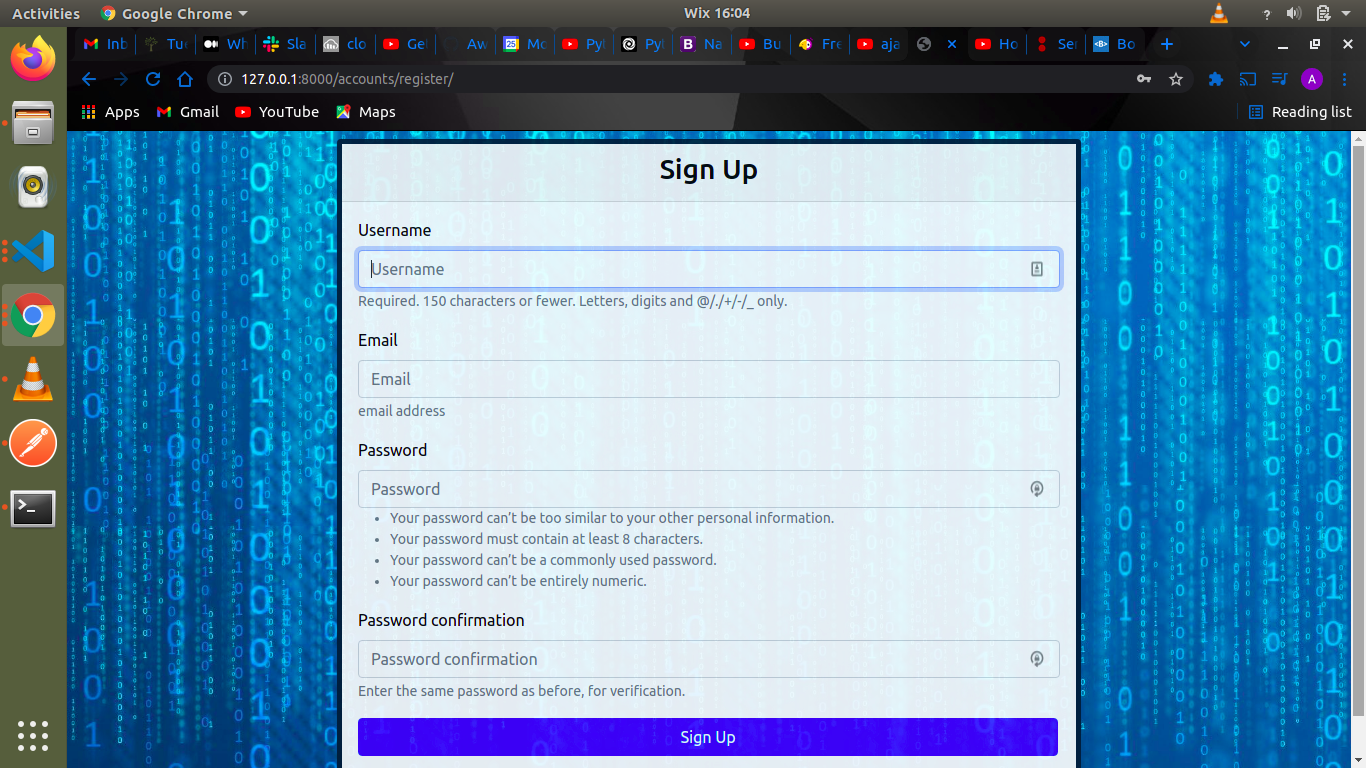 Activities Google Chrome Wix 16:04 ?
Inb Tu Wh Sla clo Ge Aw 25 Mo Pyt Pyl B Na Bu Fre aja Ho Ser <B> Bo
127.0.0.1:8000/accounts/register/ A
Apps Gmail YouTube Maps Reading list
Sign Up
Username
Username
Required. 150 characters or fewer. Letters, digits and @/./+/-/_ only.
Email
Email
email address
Password
Password
Your password can’t be too similar to your other personal information.
Your password must contain at least 8 characters.
Your password can’t be a commonly used password.
Your password can’t be entirely numeric.
Password confirmation
Password confirmation
Enter the same password as before, for verification.
Sign Up